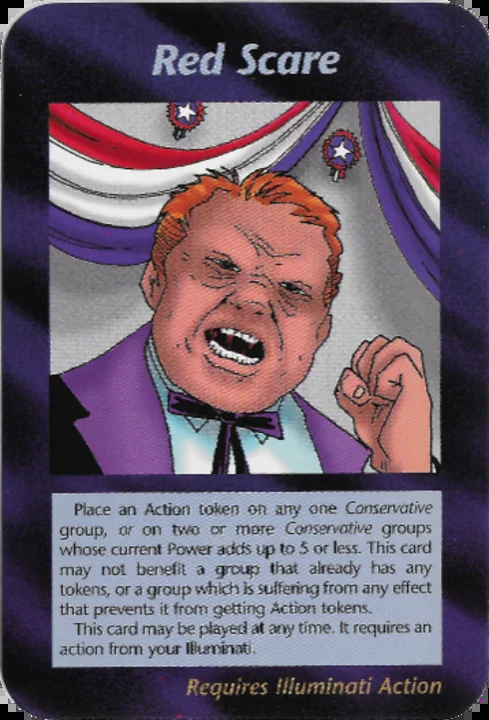 Red Scare
Place an Action token on any one Conservative
group, or on two or more Conservative groups
whose current Power adds up to 5 or less. This card
may not benefit a group that already has any
tokens, or a group which is suffering from any effect
that prevents it from getting Action tokens.
This card may be played at any time. It requires an
action from your Illuminati.
Requires Illuminati Action